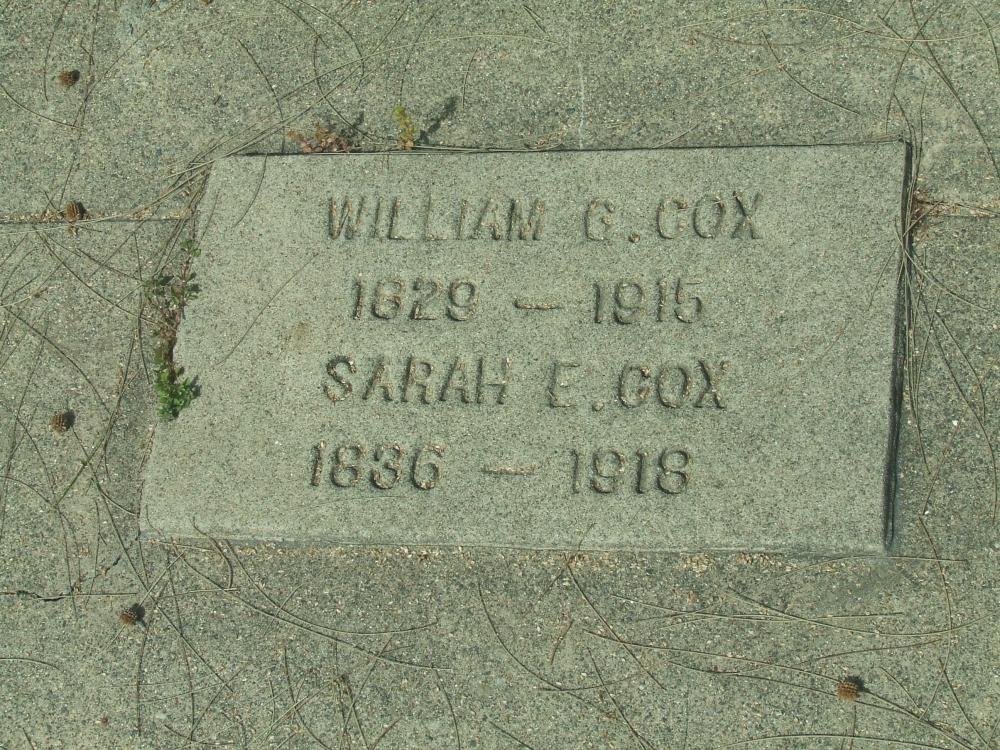 WILLIAM G. COX
1829 — 1915
SARAH E. COX
1836 — 1918